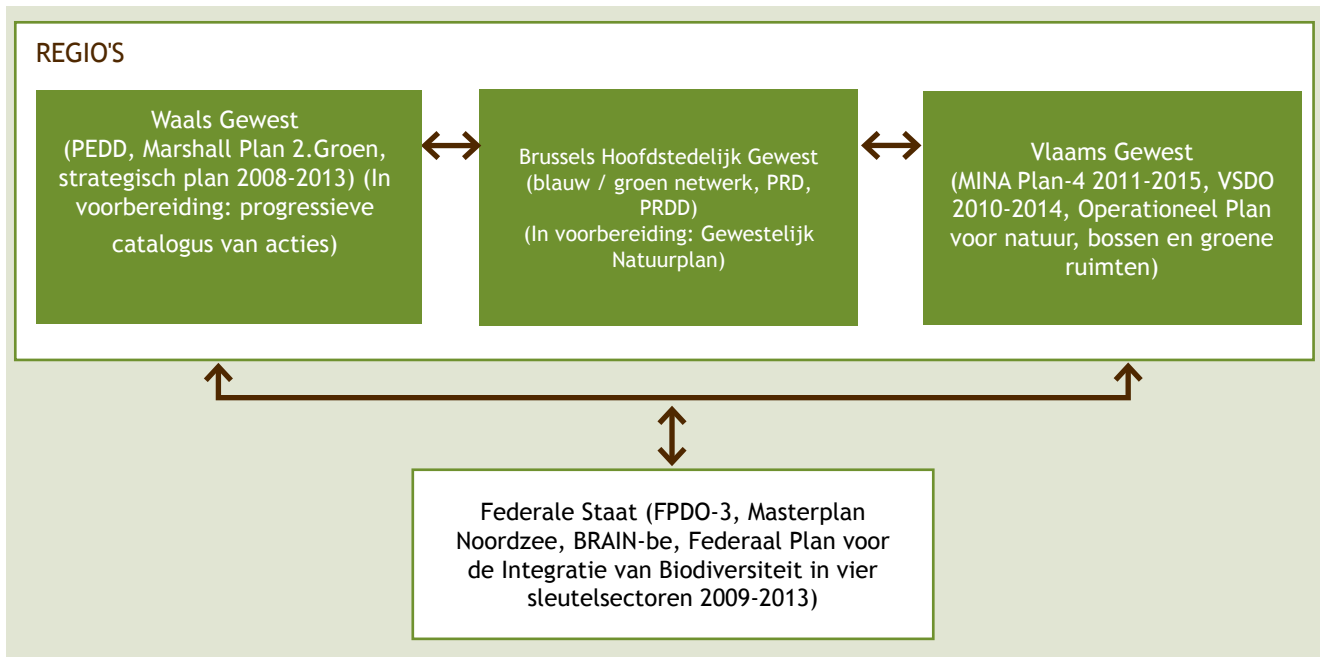 REGIO'S
Waals Gewest
(PEDD, Marshall Plan 2.Groen,
strategisch plan 2008-2013) (In
voorbereiding: progressieve
catalogus van acties)
Brussels Hoofdstedelijk Gewest
(blauw / groen netwerk, PRD,
PRDD)
(In voorbereiding: Gewestelijk
Natuurplan)
Vlaams Gewest
(MINA Plan-4 2011-2015, VSDO
2010-2014, Operationeel Plan
voor natuur, bossen en groene
ruimten)
Federale Staat (FPDO-3, Masterplan
Noordzee, BRAIN-be, Federaal Plan voor
de Integratie van Biodiversiteit in vier
sleutelsectoren 2009-2013)